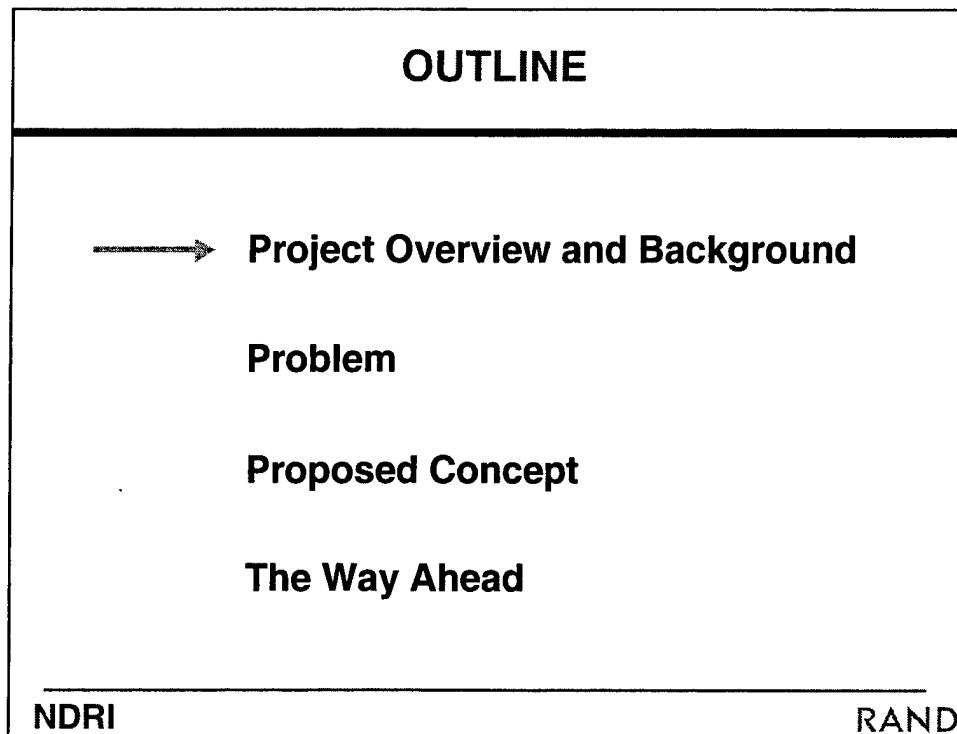 OUTLINE
Project Overview and Background
Problem
Proposed Concept
The Way Ahead
NDRI RAND